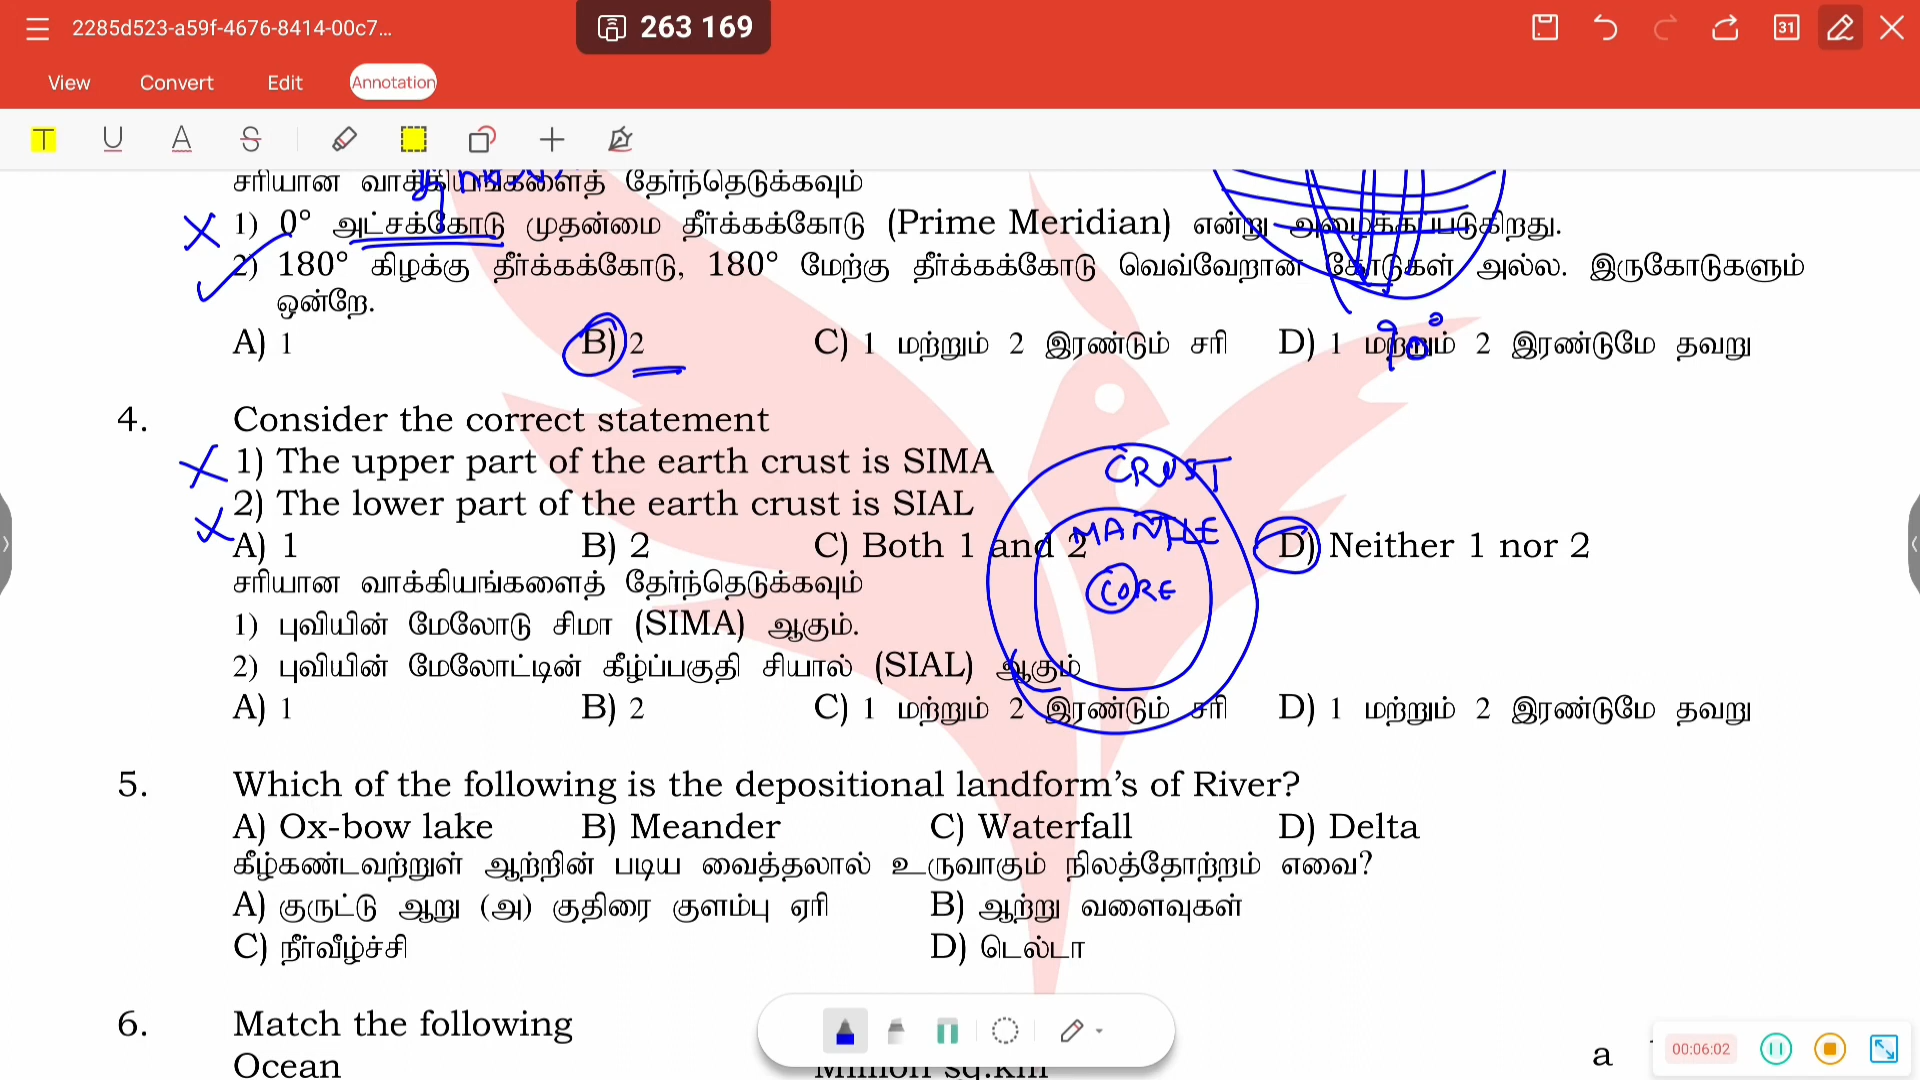 2285d523-a59f-4676-8414-00c7...
263 169
31
View Convert Edit Annotation
T U A S
சரியான வாக்கியங்களைத் தேர்ந்தெடுக்கவும்
1) 0° அட்சக்கோடு முதன்மை தீர்க்கக்கோடு (Prime Meridian) என்று அழைக்கப்படுகிறது.
2) 180° கிழக்கு தீர்க்கக்கோடு, 180° மேற்கு தீர்க்கக்கோடு வெவ்வேறான கோடுகள் அல்ல. இருகோடுகளும்
ஒன்றே.
A) 1 B) 2 C) 1 மற்றும் 2 இரண்டும் சரி D) 1 மற்றும் 2 இரண்டுமே தவறு
90°
4. Consider the correct statement
1) The upper part of the earth crust is SIMA
CRUST
2) The lower part of the earth crust is SIAL
MANTLE
A) 1 B) 2 C) Both 1 and 2 D) Neither 1 nor 2
CORE
சரியான வாக்கியங்களைத் தேர்ந்தெடுக்கவும்
1) புவியின் மேலோடு சிமா (SIMA) ஆகும்.
2) புவியின் மேலோட்டின் கீழ்ப்பகுதி சியால் (SIAL) ஆகும்
A) 1 B) 2 C) 1 மற்றும் 2 இரண்டும் சரி D) 1 மற்றும் 2 இரண்டுமே தவறு
5. Which of the following is the depositional landform's of River?
A) Ox-bow lake B) Meander C) Waterfall D) Delta
கீழ்கண்டவற்றுள் ஆற்றின் படிய வைத்தலால் உருவாகும் நிலத்தோற்றம் எவை?
A) குருட்டு ஆறு (அ) குதிரை குளம்பு ஏரி B) ஆற்று வளைவுகள்
C) நீர்வீழ்ச்சி D) டெல்டா
6. Match the following
Ocean Million sq.km a
00:06:02